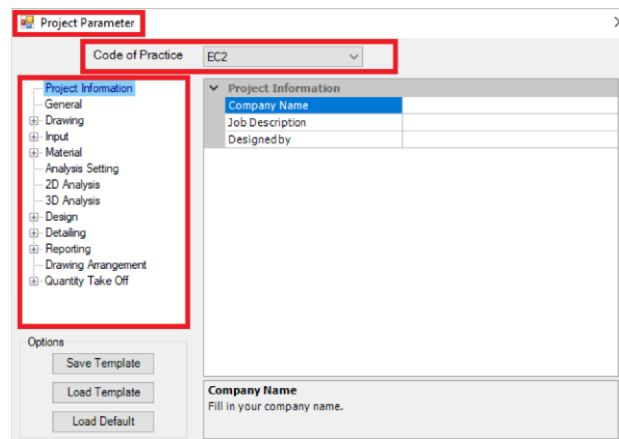 Project Parameter
Code of Practice EC2
Project Information
General
Drawing
Input
Material
Analysis Setting
2D Analysis
3D Analysis
Design
Detailing
Reporting
Drawing Arrangement
Quantity Take Off
Project Information
Company Name
Job Description
Designedby
Options
Save Template
Load Template
Load Default
Company Name
Fill in your company name.